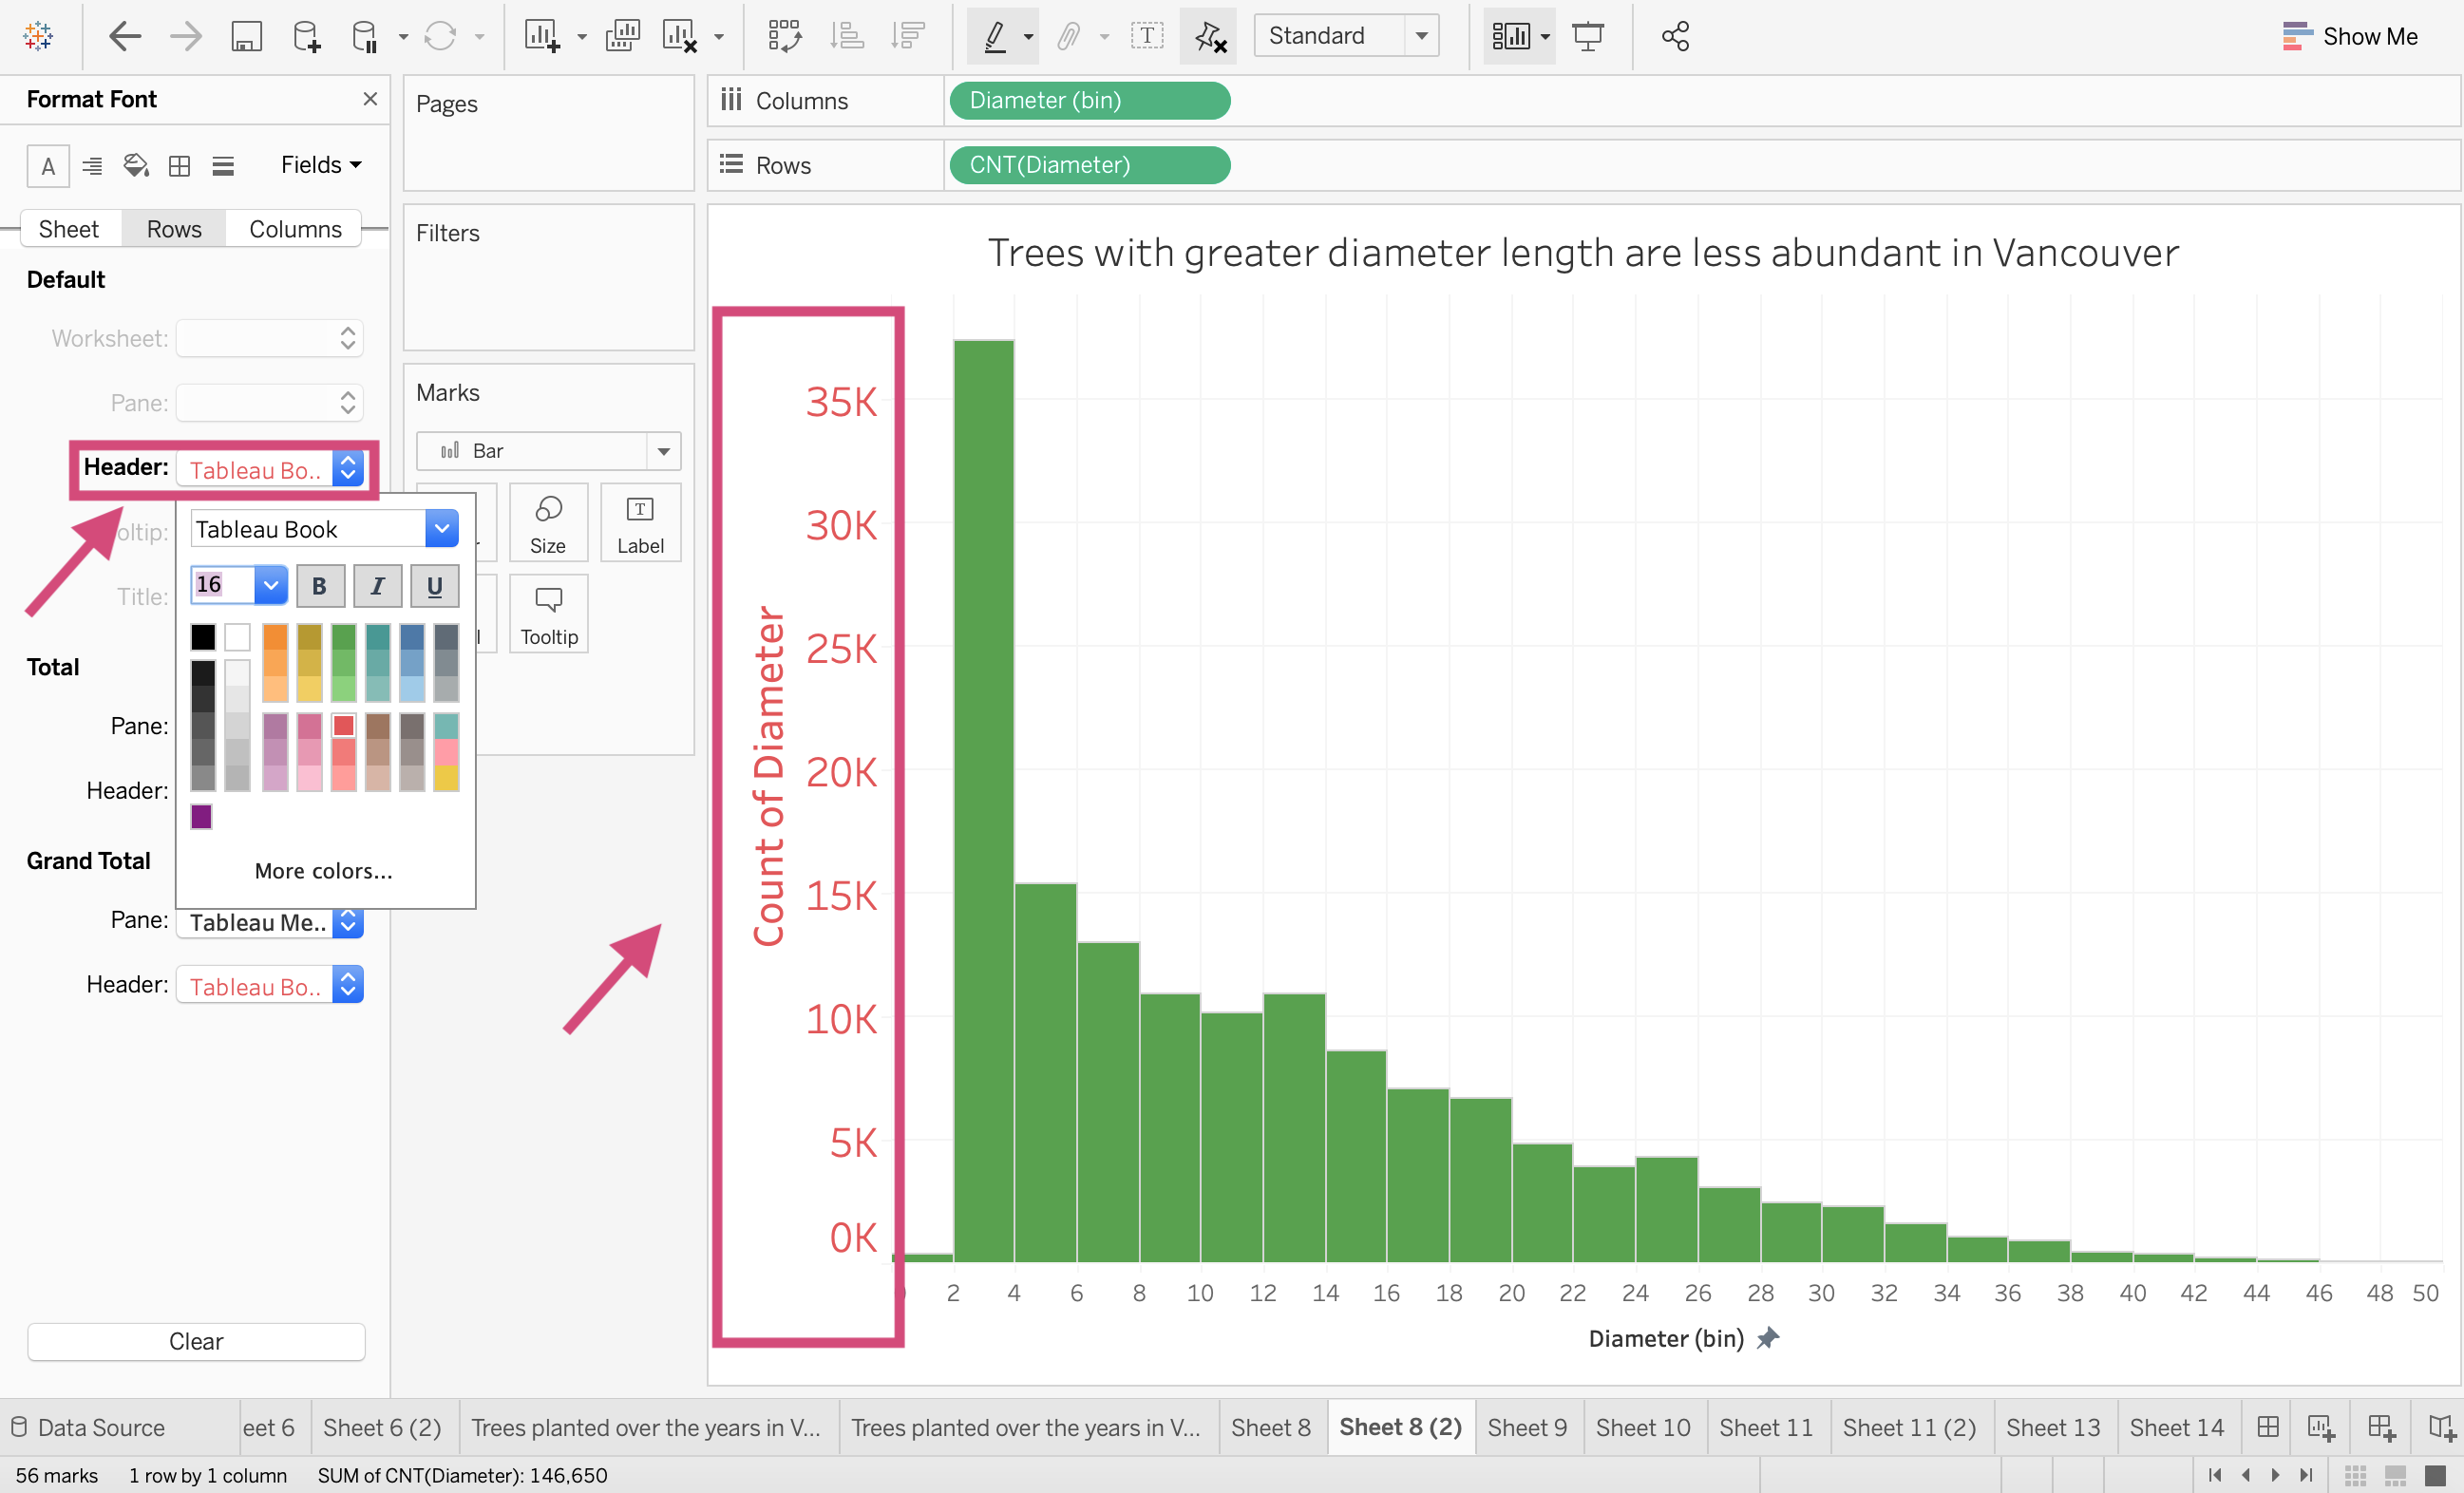 Standard
Show Me
Format Font
Pages
Columns
Diameter (bin)
Rows
CNT(Diameter)
A
Fields
Sheet
Rows
Columns
Filters
Default
Worksheet:
Pane:
Header:
Tableau Bo..
oltip:
Title:
Tableau Book
16
B
I
U
More colors...
Total
Pane:
Header:
Grand Total
Pane:
Tableau Me..
Header:
Tableau Bo..
Clear
Marks
Bar
Size
T
Label
Tooltip
Trees with greater diameter length are less abundant in Vancouver
Count of Diameter
35K
30K
25K
20K
15K
10K
5K
0K
2 4 6 8 10 12 14 16 18 20 22 24 26 28 30 32 34 36 38 40 42 44 46 48 50
Diameter (bin)
Data Source
eet 6
Sheet 6 (2)
Trees planted over the years in V...
Trees planted over the years in V...
Sheet 8
Sheet 8 (2)
Sheet 9
Sheet 10
Sheet 11
Sheet 11 (2)
Sheet 13
Sheet 14
56 marks
1 row by 1 column
SUM of CNT(Diameter): 146,650